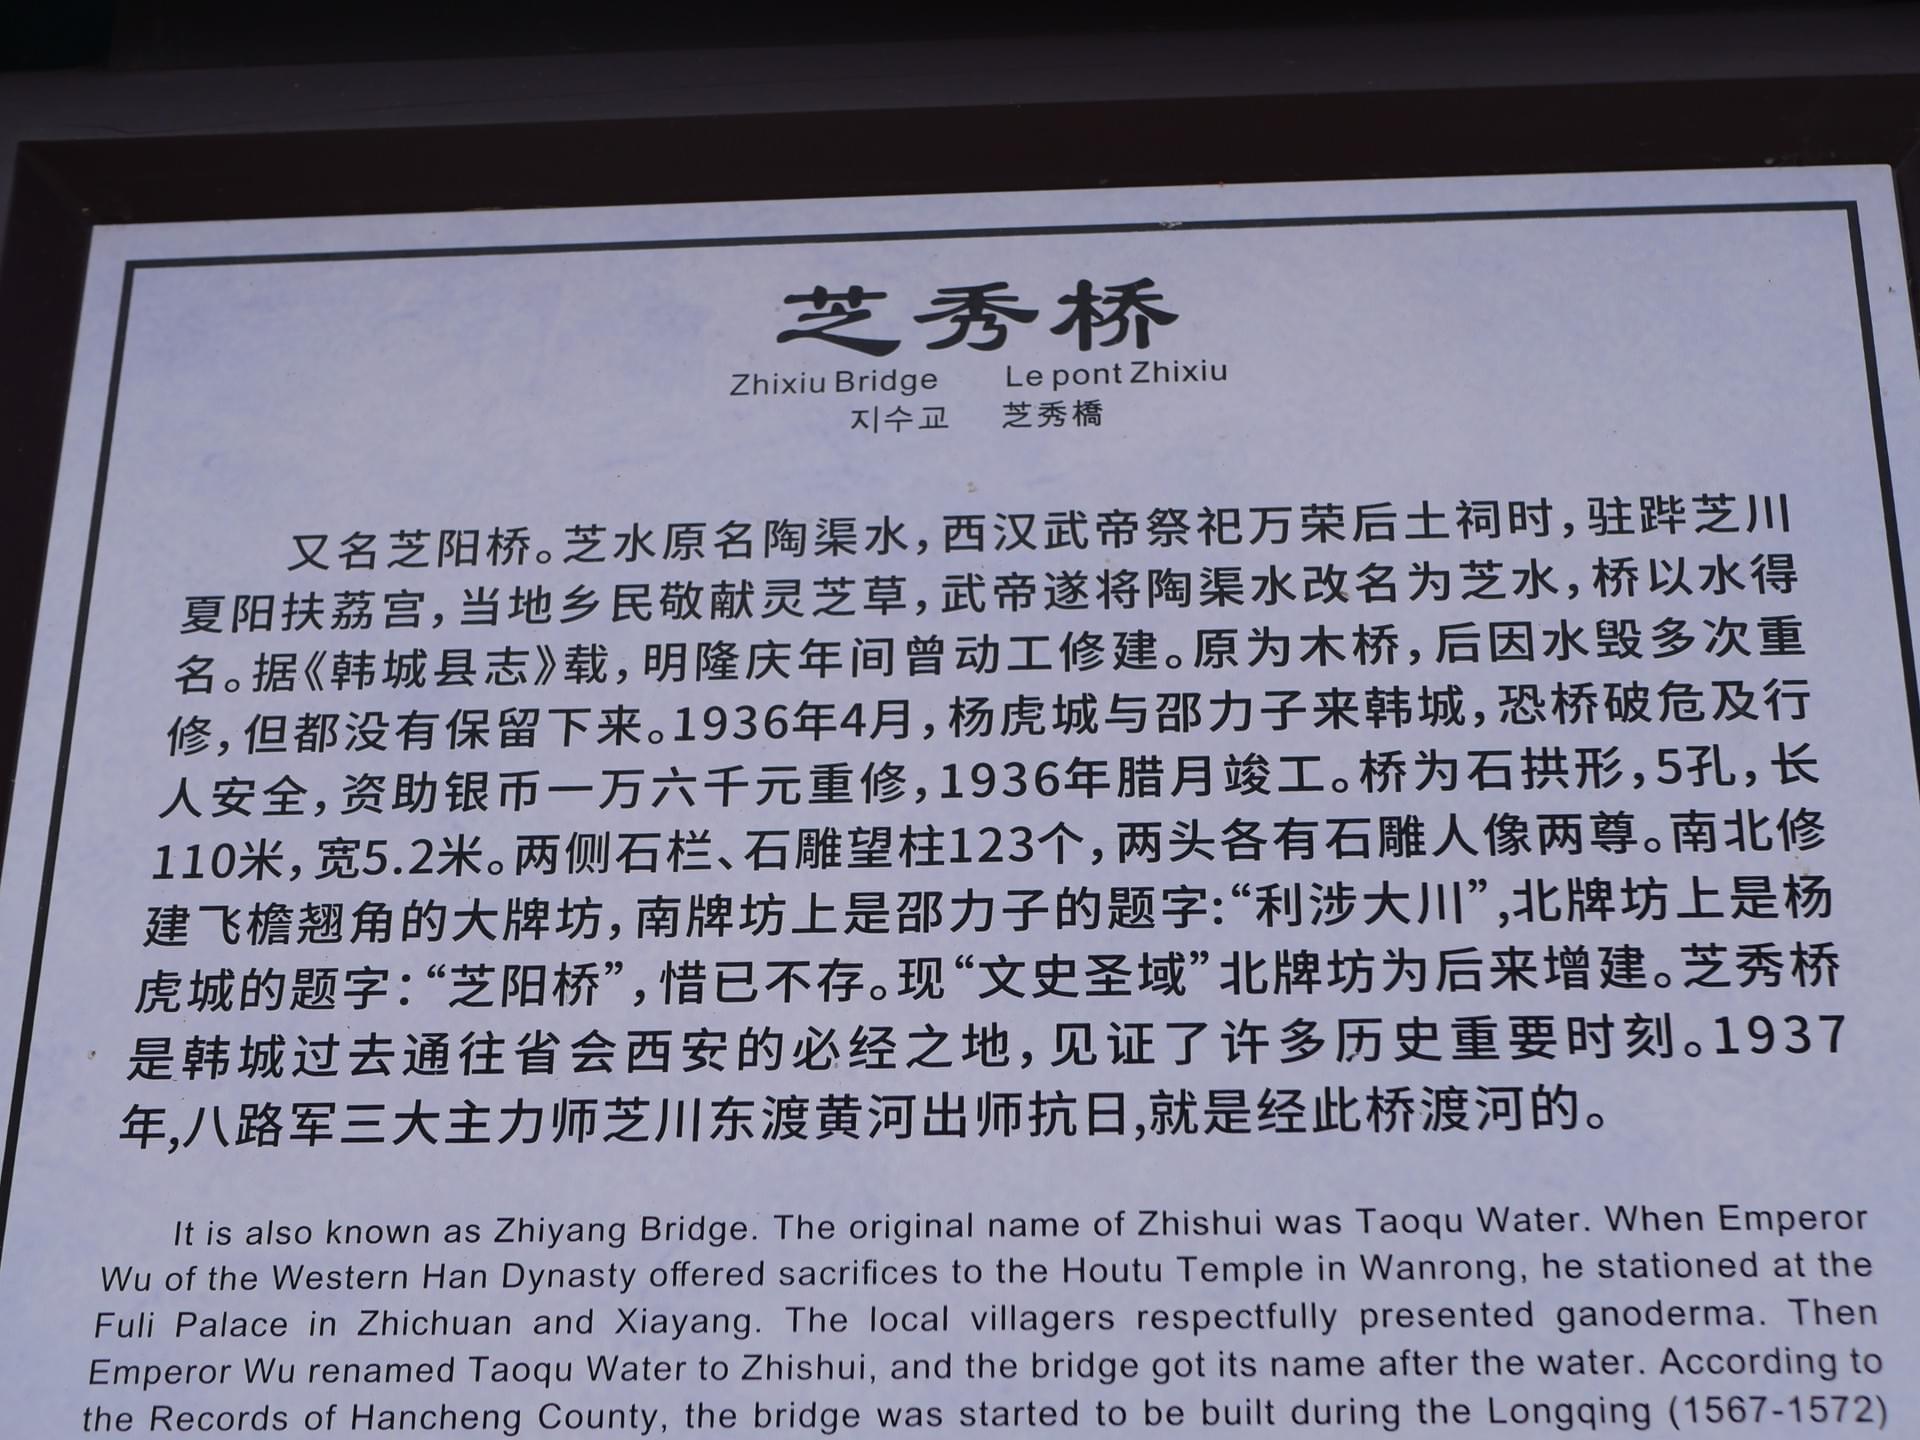 芝秀桥
Zhixiu Bridge Le pont Zhixiu
지수교 芝秀橋
又名芝阳桥。芝水原名陶渠水，西汉武帝祭祀万荣后土祠时，驻跸芝川
夏阳扶荔宫，当地乡民敬献灵芝草，武帝遂将陶渠水改名为芝水，桥以水得
名。据《韩城县志》载，明隆庆年间曾动工修建。原为木桥，后因水毁多次重
修，但都没有保留下来。1936年4月，杨虎城与邵力子来韩城，恐桥破危及行
人安全，资助银币一万六千元重修，1936年腊月竣工。桥为石拱形，5孔，长
110米，宽5.2米。两侧石栏、石雕望柱123个，两头各有石雕人像两尊。南北修
建飞檐翘角的大牌坊，南牌坊上是邵力子的题字：“利涉大川”,北牌坊上是杨
虎城的题字：“芝阳桥”，惜已不存。现“文史圣域”北牌坊为后来增建。芝秀桥
是韩城过去通往省会西安的必经之地，见证了许多历史重要时刻。1937
年,八路军三大主力师芝川东渡黄河出师抗日,就是经此桥渡河的。
It is also known as Zhiyang Bridge. The original name of Zhishui was Taoqu Water. When Emperor
Wu of the Western Han Dynasty offered sacrifices to the Houtu Temple in Wanrong, he stationed at the
Fuli Palace in Zhichuan and Xiayang. The local villagers respectfully presented ganoderma. Then
Emperor Wu renamed Taoqu Water to Zhishui, and the bridge got its name after the water. According to
the Records of Hancheng County, the bridge was started to be built during the Longqing (1567-1572)